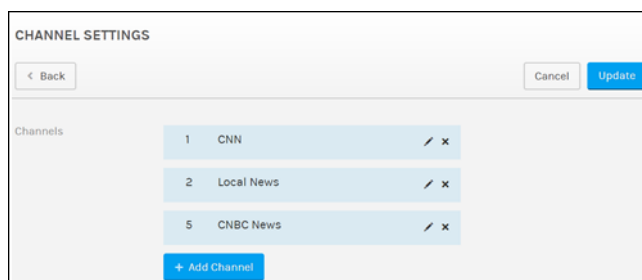 CHANNEL SETTINGS
< Back
Cancel
Update
Channels
1 CNN
2 Local News
5 CNBC News
+ Add Channel